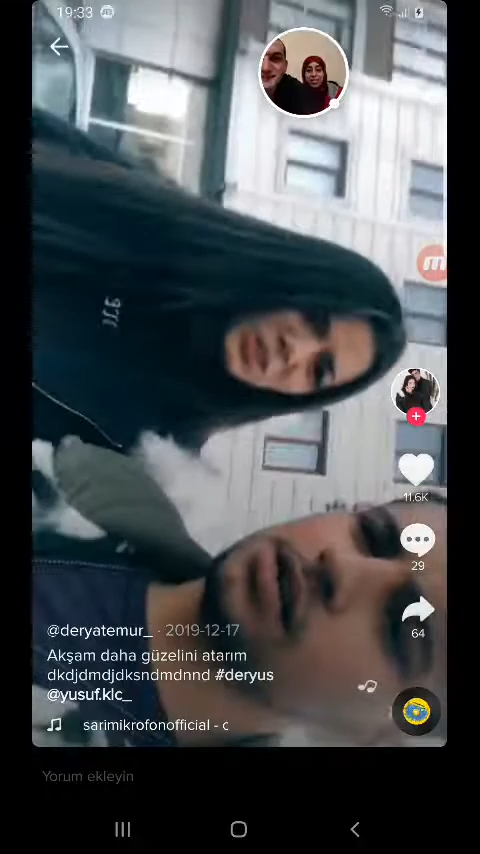 19:33
11.6K
29
64
@deryatemur_ · 2019-12-17
Akşam daha güzelini atarım
dkdjdmdjdksndmdnnd #deryus
@yusuf.klc_
sarimikrofonofficial - c
Yorum ekleyin